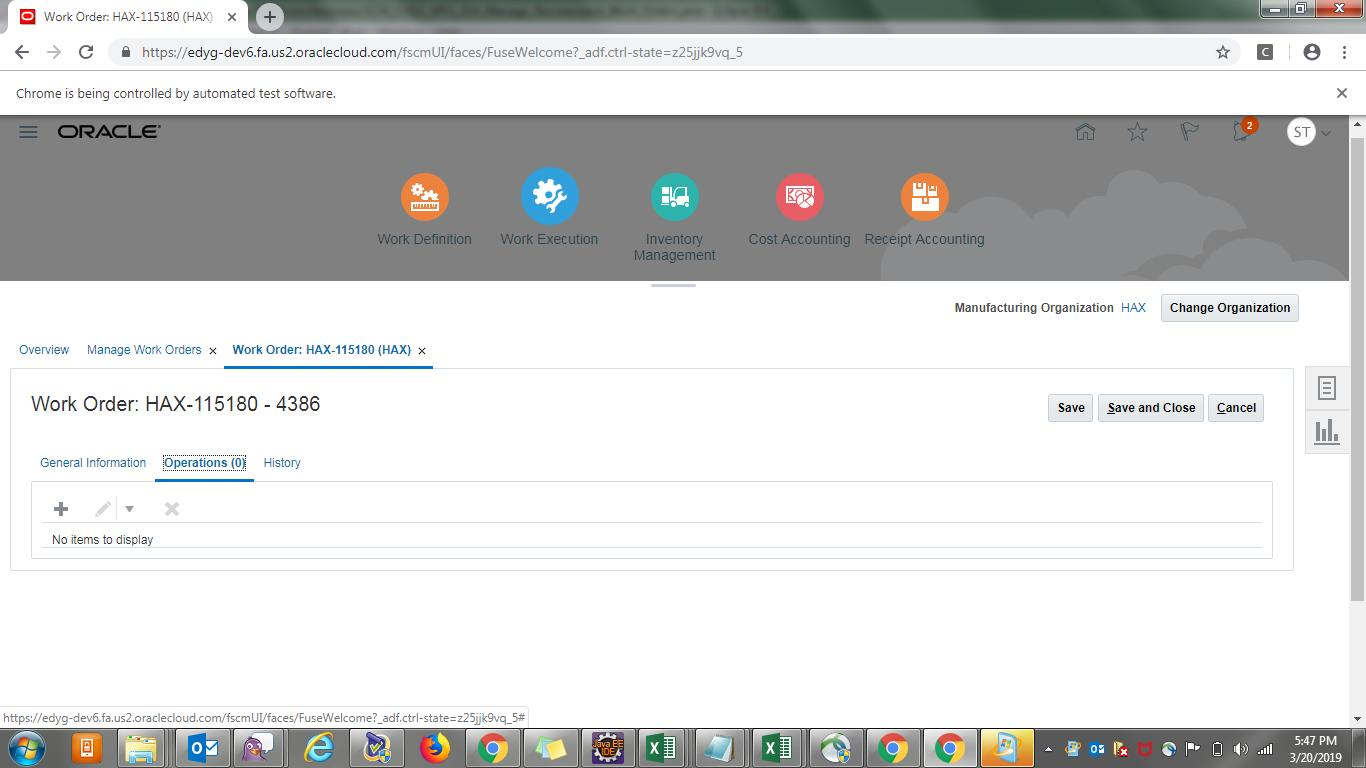 Work Order: HAX-115180 (HAX)
https://edyg-dev6.fa.us2.oraclecloud.com/fscmUI/faces/FuseWelcome?_adf.ctrl-state=z25jjk9vq_5
C
Chrome is being controlled by automated test software.
ORACLE
2
ST
Work Definition
Work Execution
Inventory Management
Cost Accounting
Receipt Accounting
Manufacturing Organization HAX
Change Organization
Overview
Manage Work Orders
Work Order: HAX-115180 (HAX)
Work Order: HAX-115180 - 4386
Save
Save and Close
Cancel
General Information
Operations (0)
History
No items to display
https://edyg-dev6.fa.us2.oraclecloud.com/fscmUI/faces/FuseWelcome?_adf.ctrl-state=z25jjk9vq_5#
Java EE
IDE
5:47 PM
3/20/2019